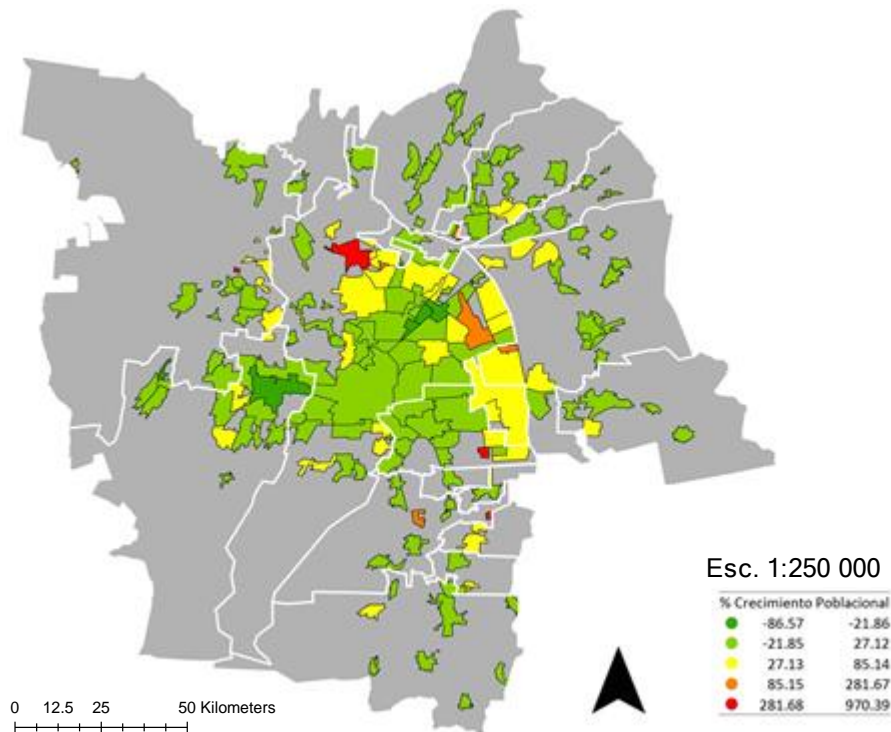 Esc. 1:250 000
% Crecimiento Poblacional
-86.57 -21.86
-21.85 27.12
27.13 85.14
85.15 281.67
281.68 970.39
0 12.5 25 50 Kilometers